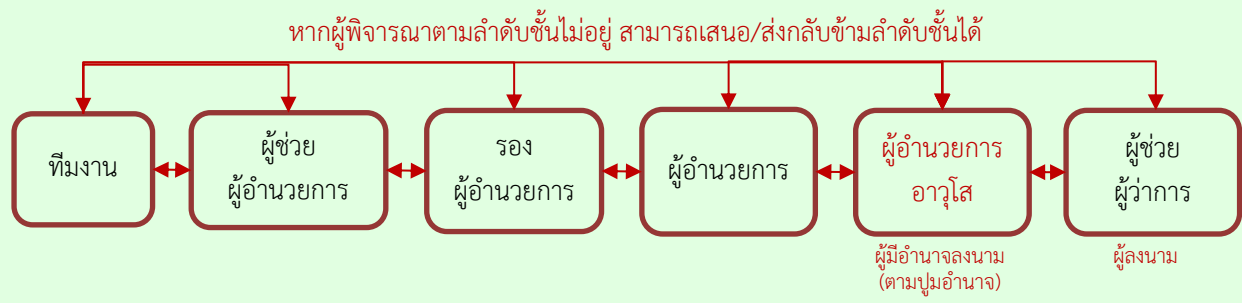 หากผู้พิจารณาตามลำดับชั้นไม่อยู่ สามารถเสนอ/ส่งกลับข้ามลำดับชั้นได้
ทีมงาน
ผู้ช่วย
ผู้อำนวยการ
รอง
ผู้อำนวยการ
ผู้อำนวยการ
ผู้อำนวยการ
อาวุโส
ผู้ช่วย
ผู้ว่าการ
ผู้มีอำนาจลงนาม
(ตามปูมอำนาจ)
ผู้ลงนาม